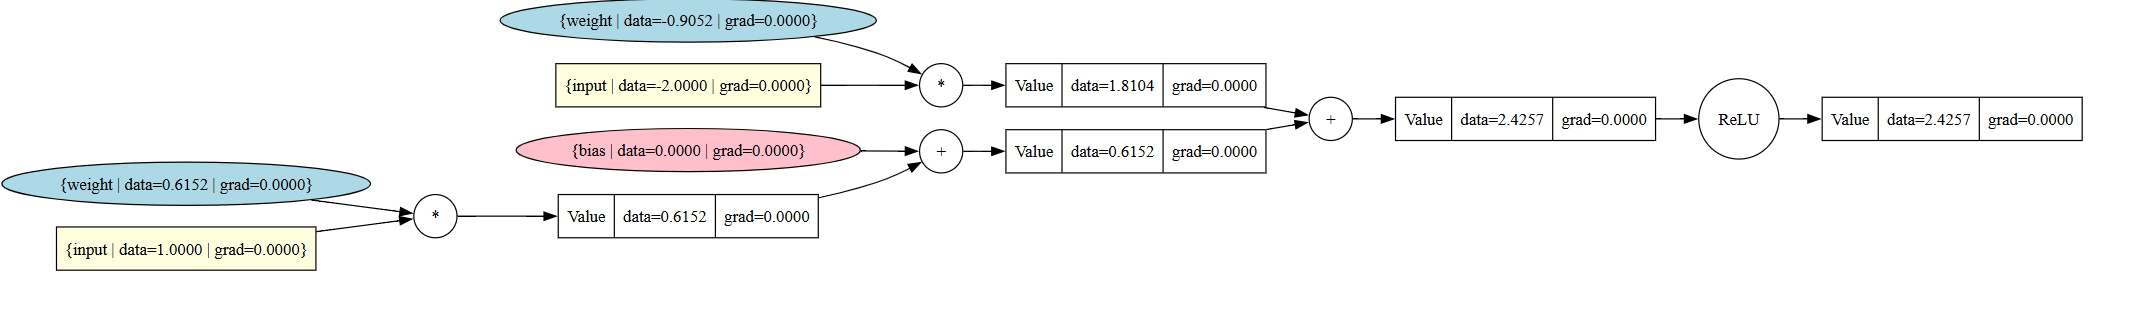 {weight | data=-0.9052 | grad=0.0000}
{input | data=-2.0000 | grad=0.0000}
*
Value data=1.8104 grad=0.0000
{bias | data=0.0000 | grad=0.0000}
+
Value data=0.6152 grad=0.0000
{weight | data=0.6152 | grad=0.0000}
{input | data=1.0000 | grad=0.0000}
*
Value data=0.6152 grad=0.0000
+
Value data=2.4257 grad=0.0000
ReLU
Value data=2.4257 grad=0.0000